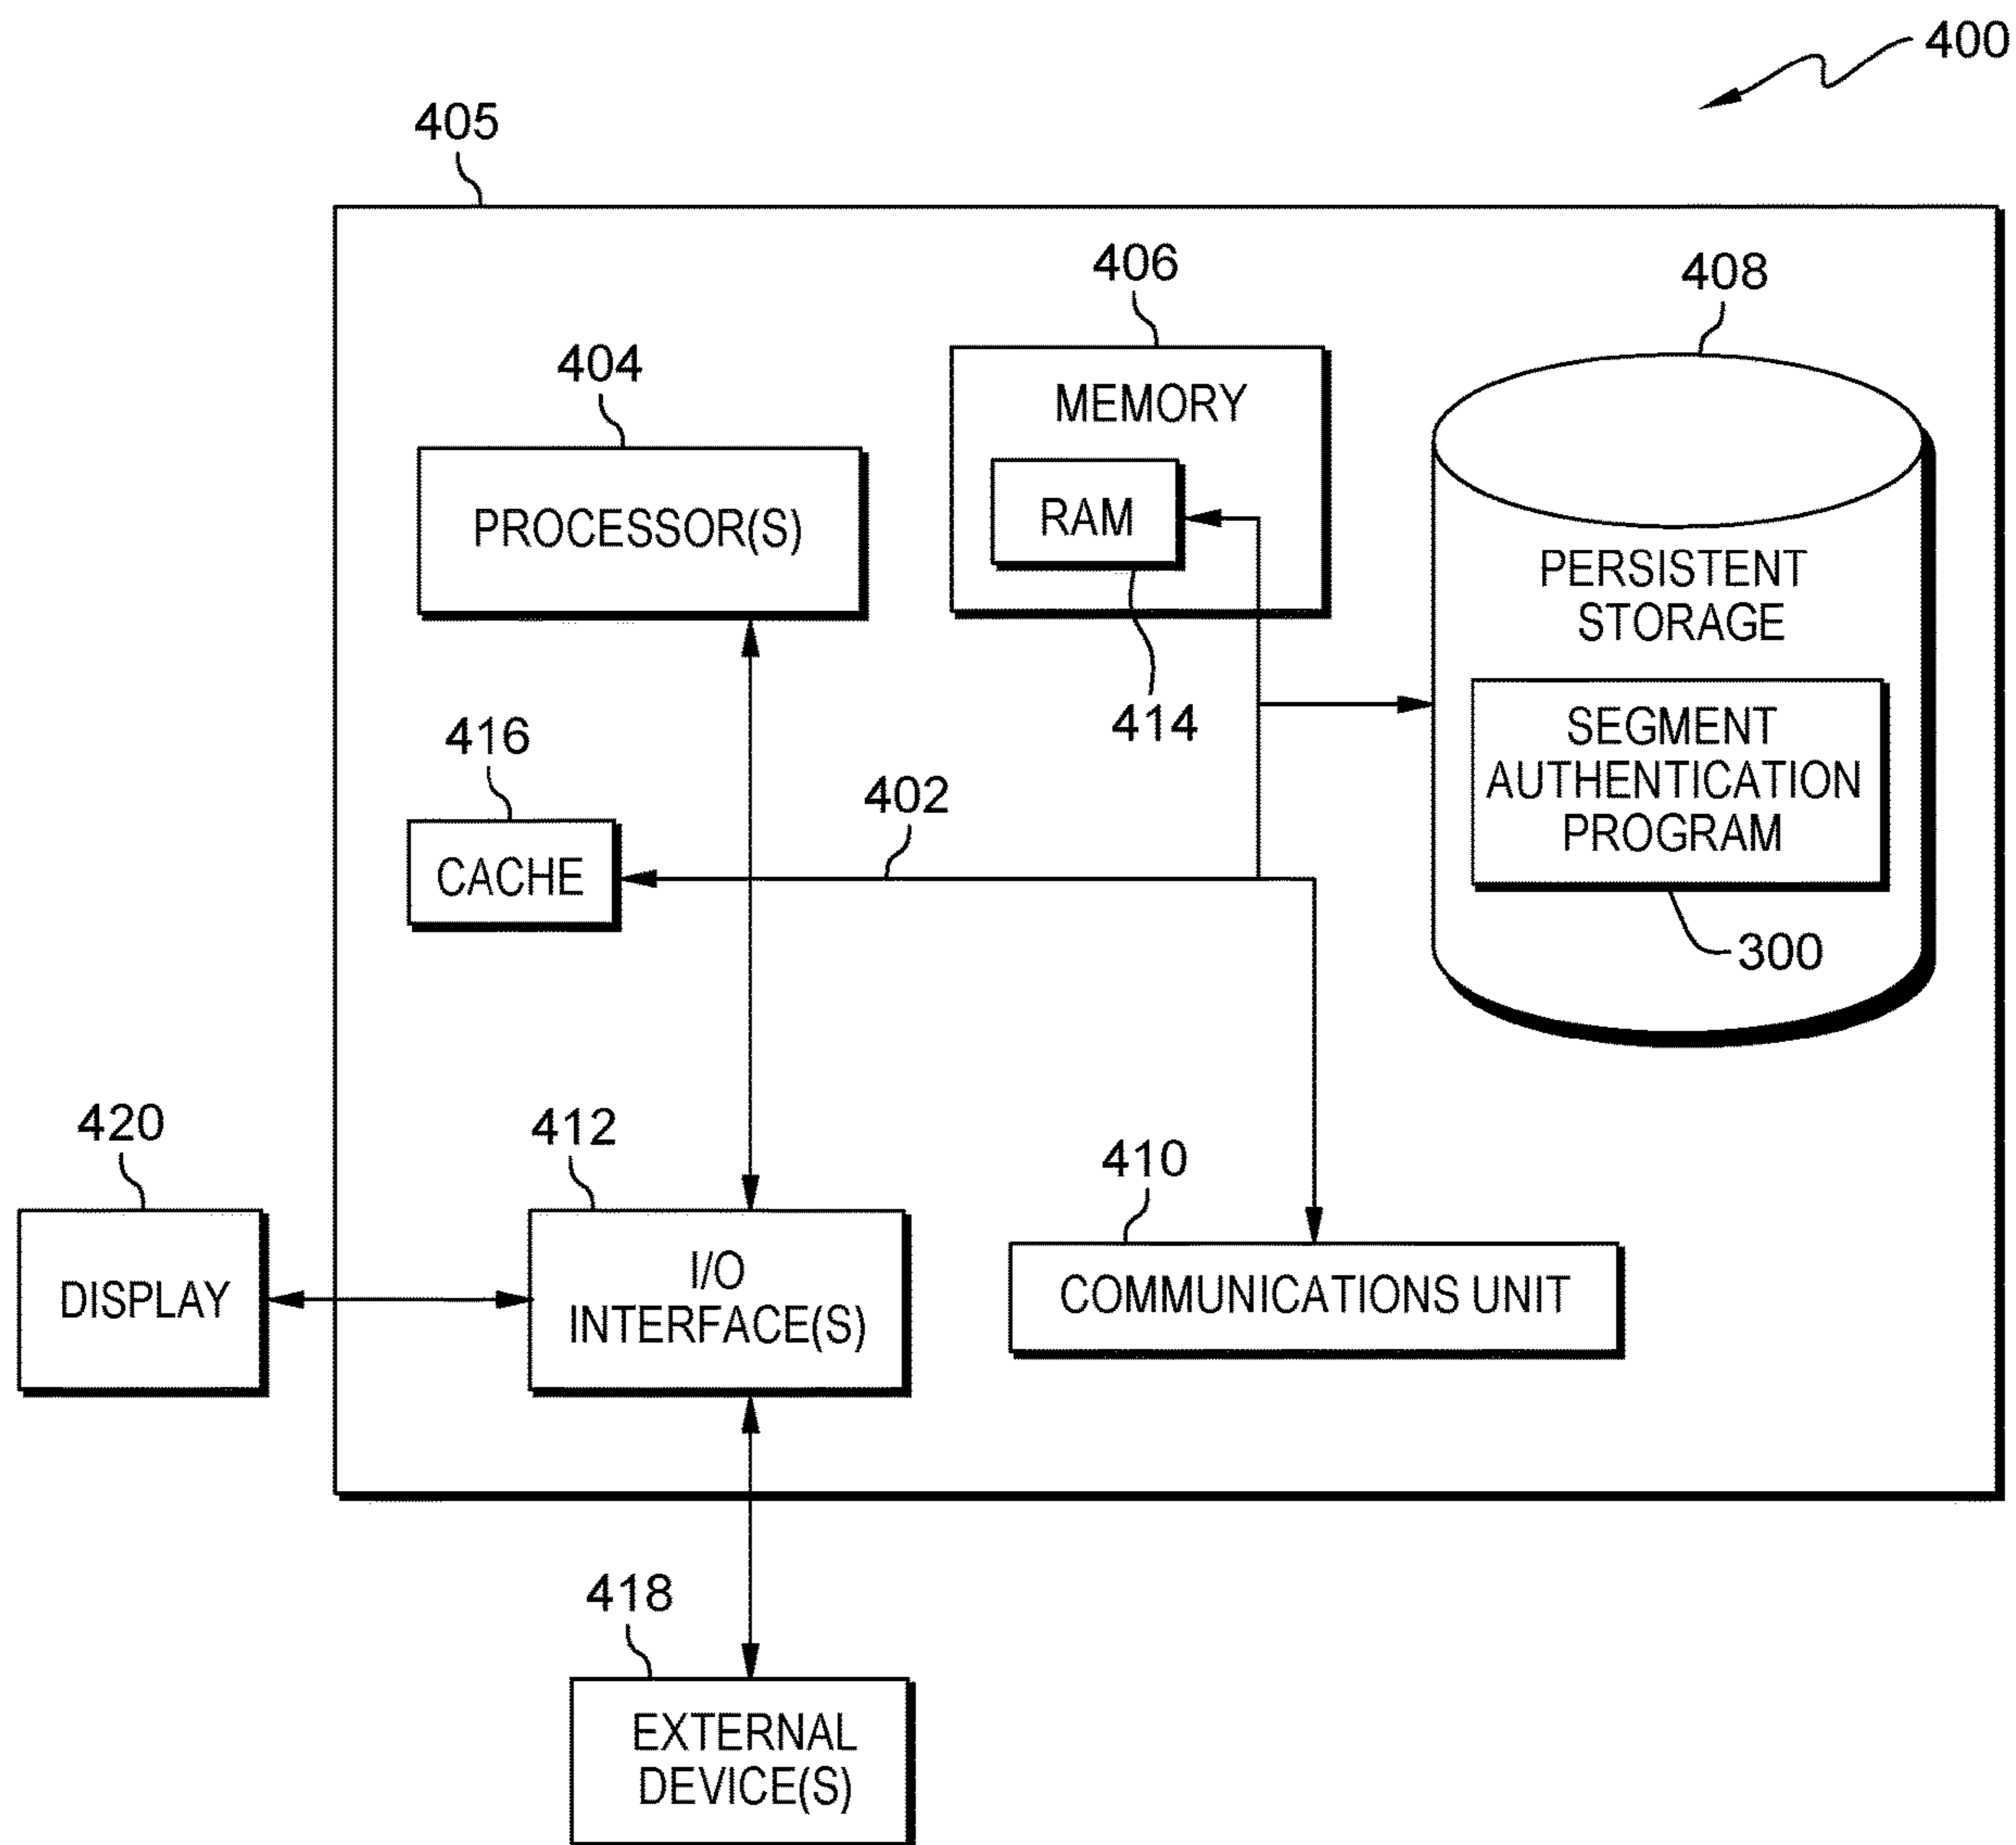 400
405
406
408
404
MEMORY
PROCESSOR(S)
RAM
PERSISTENT
STORAGE
414
SEGMENT
AUTHENTICATION
PROGRAM
416
402
CACHE
300
420
412
410
DISPLAY
I/O
INTERFACE(S)
COMMUNICATIONS UNIT
418
EXTERNAL
DEVICE(S)